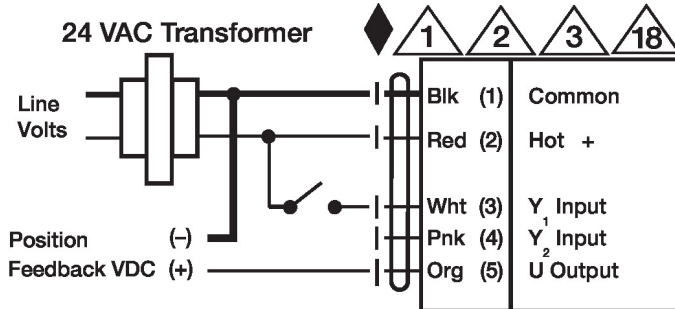 24 VAC Transformer
1 2 3 18
Line
Volts
Blk (1) Common
Red (2) Hot +
Wht (3) Y1 Input
Pnk (4) Y2 Input
Org (5) U Output
Position (-)
Feedback VDC (+)